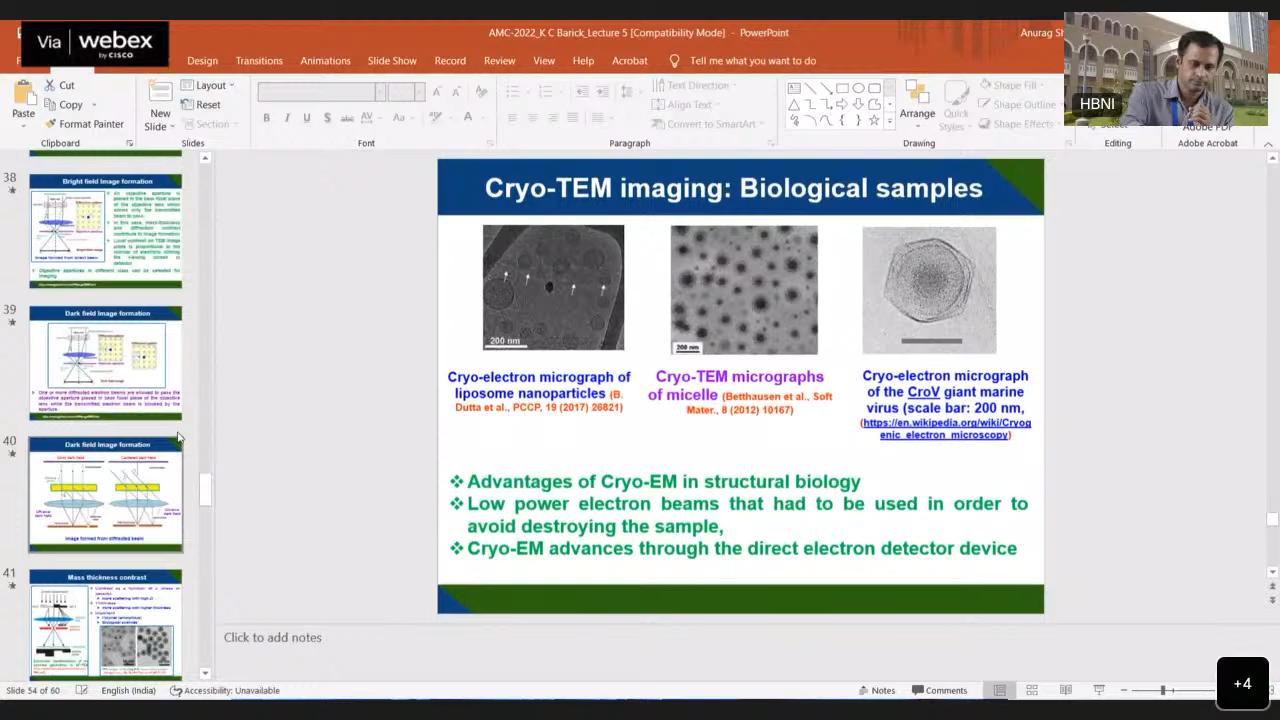 Via webex
by CISCO
AMC-2022_K C Barick_Lecture 5 [Compatibility Mode] - PowerPoint
Anurag Sh
Design Transitions Animations Slide Show Record Review View Help Acrobat Tell me what you want to do
HBNI
Paste
Cut
Copy
Format Painter
Clipboard
New
Slide
Layout
Reset
Section
Slides
Font
Text Direction
Align Text
Convert to SmartArt
Paragraph
Arrange
Quick
Styles
Shape Fill
Shape Outline
Shape Effects
Drawing
Editing
Adobe Acrobat
38
Bright field Image formation
39
Dark field Image formation
40
Dark field Image formation
Image formed from diffracted beam
41
Mass thickness contrast
Cryo-TEM imaging: Biological samples
200 nm
200 nm
Cryo-electron micrograph of
liposome nanoparticles (B.
Dutta et al., PCCP, 19 (2017) 26821)
Cryo-TEM micrographs
of micelle (Betthausen et al., Soft
Mater., 8 (2012) 10167)
Cryo-electron micrograph
of the CroV giant marine
virus (scale bar: 200 nm,
(https://en.wikipedia.org/wiki/Cryog
enic_electron_microscopy)
❖Advantages of Cryo-EM in structural biology
❖Low power electron beams that had to be used in order to
avoid destroying the sample,
❖Cryo-EM advances through the direct electron detector device
Click to add notes
Slide 54 of 60 English (India) Accessibility: Unavailable Notes Comments
+4